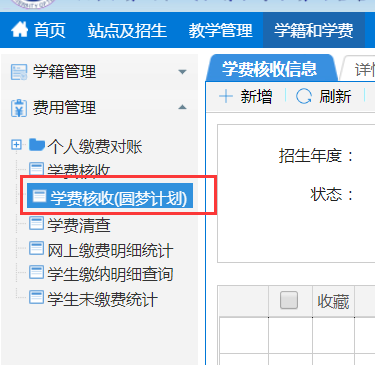 首页 站点及招生 教学管理 学籍和学费
学籍管理
费用管理
个人缴费对账
学费核收
学费核收(圆梦计划)
学费清查
网上缴费明细统计
学生缴纳明细查询
学生未缴费统计
学费核收信息 详
新增 刷新
招生年度：
状态：
收藏